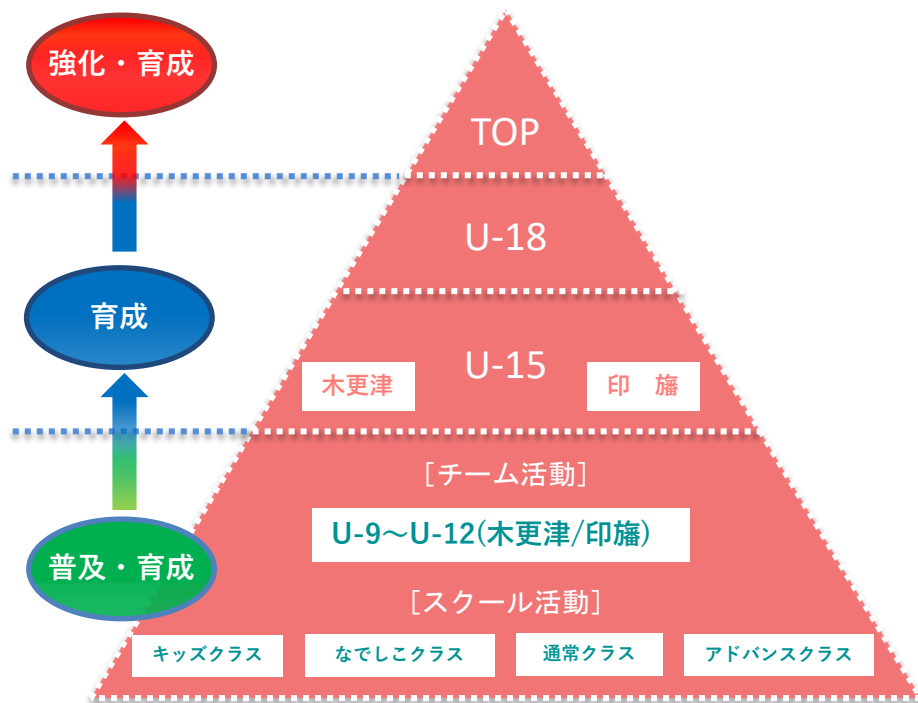 強化・育成
TOP
U-18
育成
U-15
木更津
印　旛
[チーム活動]
U-9～U-12(木更津/印旛)
普及・育成
[スクール活動]
キッズクラス
なでしこクラス
通常クラス
アドバンスクラス